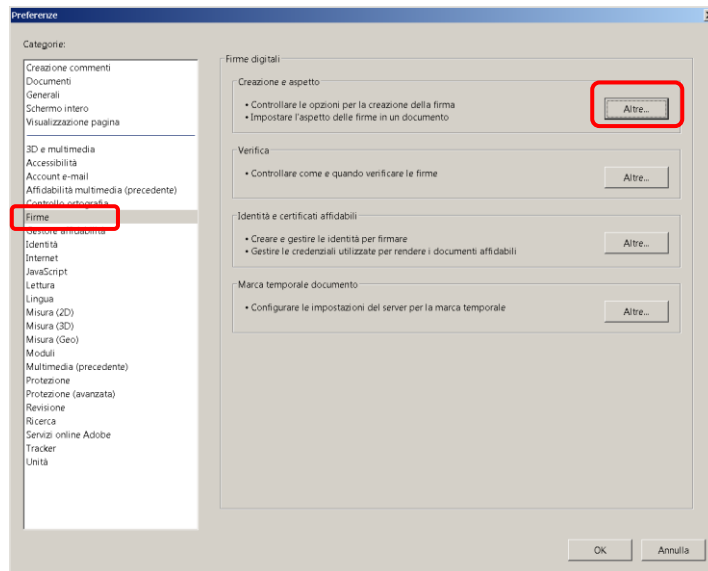 Preferenze
Categorie:
Creazione commenti
Documenti
Generali
Schermo intero
Visualizzazione pagina
3D e multimedia
Accessibilità
Account e-mail
Affidabilità multimedia (precedente)
Controllo ortografia
Firme
Gestore affidabilità
Identità
Internet
JavaScript
Lettura
Lingua
Misura (2D)
Misura (3D)
Misura (Geo)
Moduli
Multimedia (precedente)
Protezione
Protezione (avanzata)
Revisione
Ricerca
Servizi online Adobe
Tracker
Unità
Firme digitali
Creazione e aspetto
• Controllare le opzioni per la creazione della firma
• Impostare l'aspetto delle firme in un documento
Altre...
Verifica
• Controllare come e quando verificare le firme
Altre...
Identità e certificati affidabili
• Creare e gestire le identità per firmare
• Gestire le credenziali utilizzate per rendere i documenti affidabili
Altre...
Marca temporale documento
• Configurare le impostazioni del server per la marca temporale
Altre...
OK
Annulla